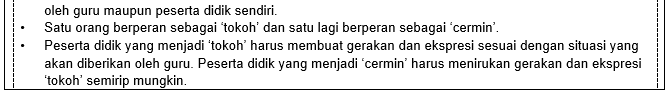 oleh guru maupun peserta didik sendiri.
• Satu orang berperan sebagai ‘tokoh’ dan satu lagi berperan sebagai ‘cermin’.
• Peserta didik yang menjadi ‘tokoh’ harus membuat gerakan dan ekspresi sesuai dengan situasi yang
akan diberikan oleh guru. Peserta didik yang menjadi ‘cermin’ harus menirukan gerakan dan ekspresi
‘tokoh’ semirip mungkin.